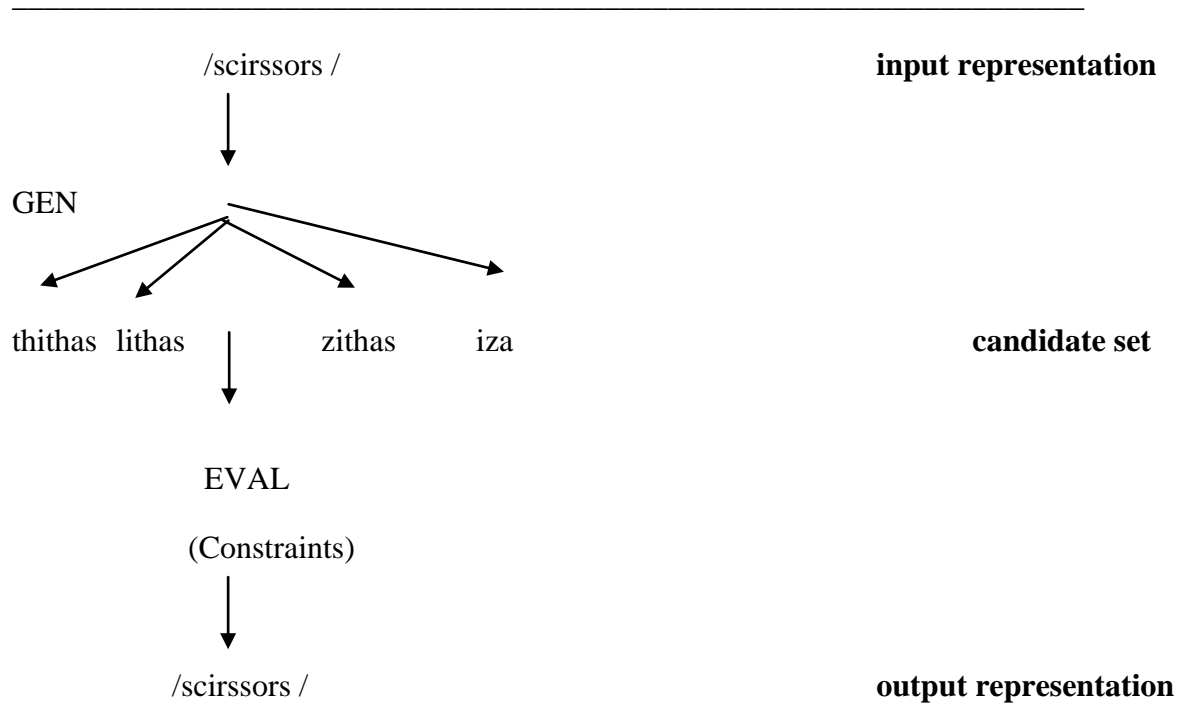 /scirssors / input representation
GEN
thithas lithas zithas iza candidate set
EVAL
(Constraints)
/scirssors / output representation